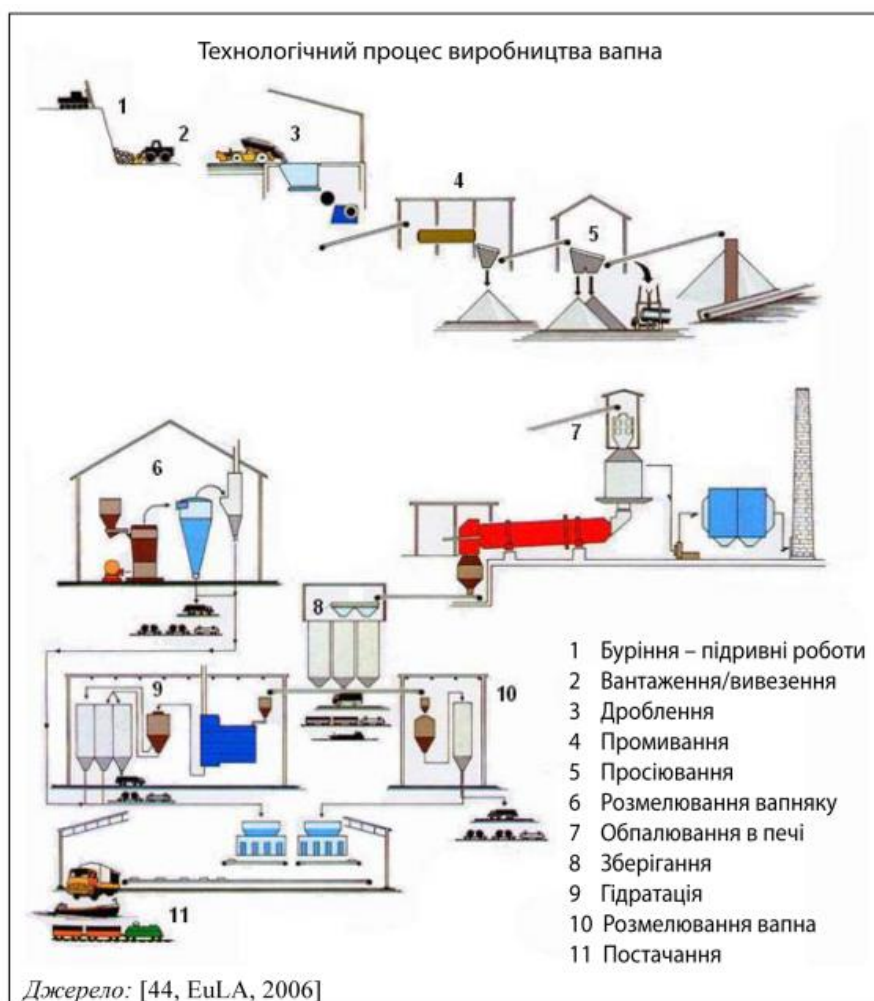 Технологічний процес виробництва вапна
1
2
3
4
5
6
7
8
9
10
11
1 Буріння – підривні роботи
2 Вантаження/вивезення
3 Дроблення
4 Промивання
5 Просіювання
6 Розмелювання вапняку
7 Обпалювання в печі
8 Зберігання
9 Гідратація
10 Розмелювання вапна
11 Постачання
Джерело: [44, EuLA, 2006]